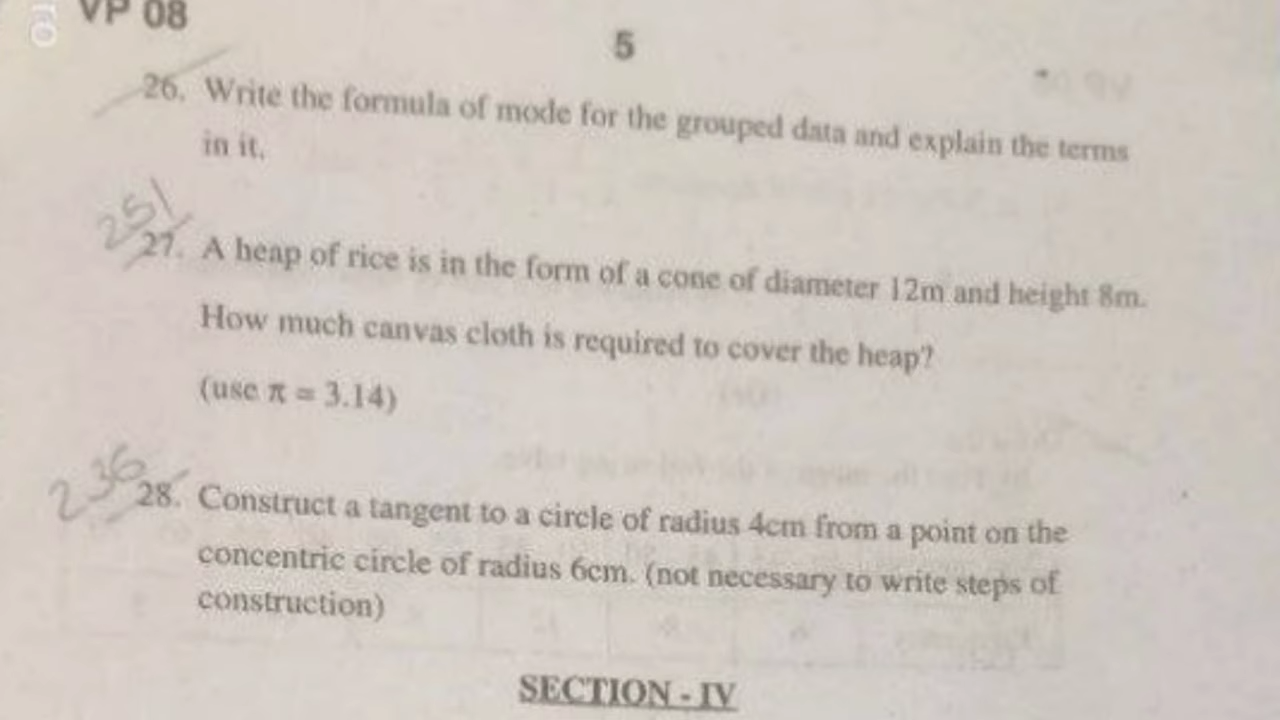 VP 08
5
26. Write the formula of mode for the grouped data and explain the terms
in it.
251
27. A heap of rice is in the form of a cone of diameter 12m and height 8m.
How much canvas cloth is required to cover the heap?
(use π = 3.14)
236
28. Construct a tangent to a circle of radius 4cm from a point on the
concentric circle of radius 6cm. (not necessary to write steps of
construction)
SECTION - IV